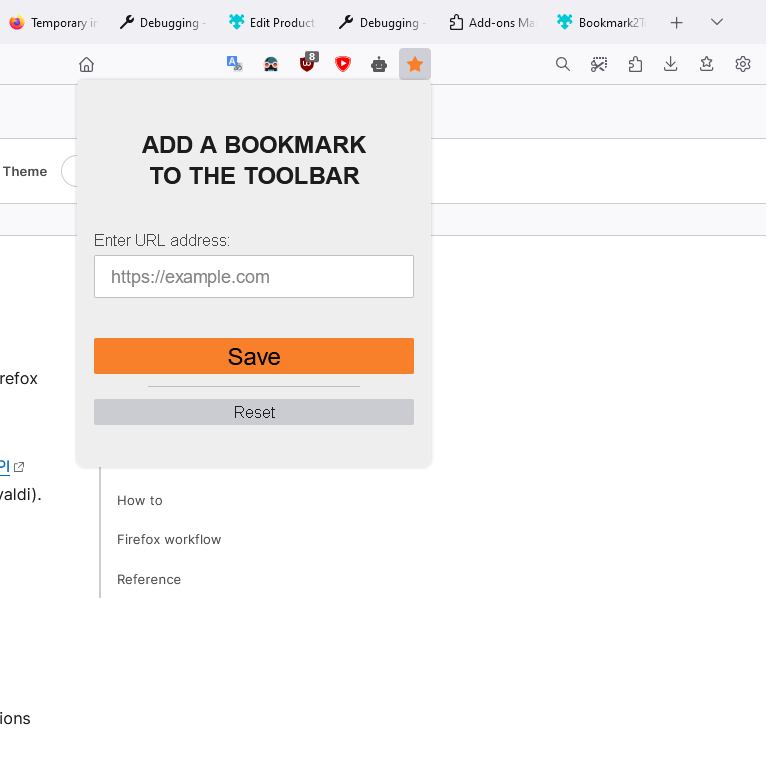 Temporary in
Debugging -
Edit Product
Debugging -
Add-ons Ma
Bookmark2T
8
Theme
ADD A BOOKMARK
TO THE TOOLBAR
Enter URL address:
https://example.com
Save
refox
Reset
PI
valdi).
How to
Firefox workflow
Reference
ions